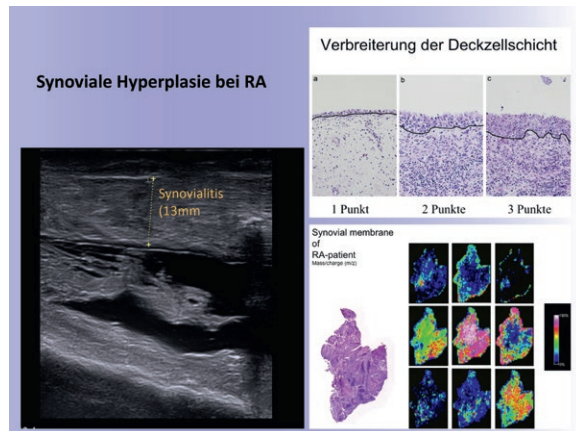 Synoviale Hyperplasie bei RA
Synovialitis
(13mm
Verbreiterung der Deckzellschicht
a
b
c
1 Punkt
2 Punkte
3 Punkte
Synovial membrane
of
RA-patient
Mass/charge (m/z)